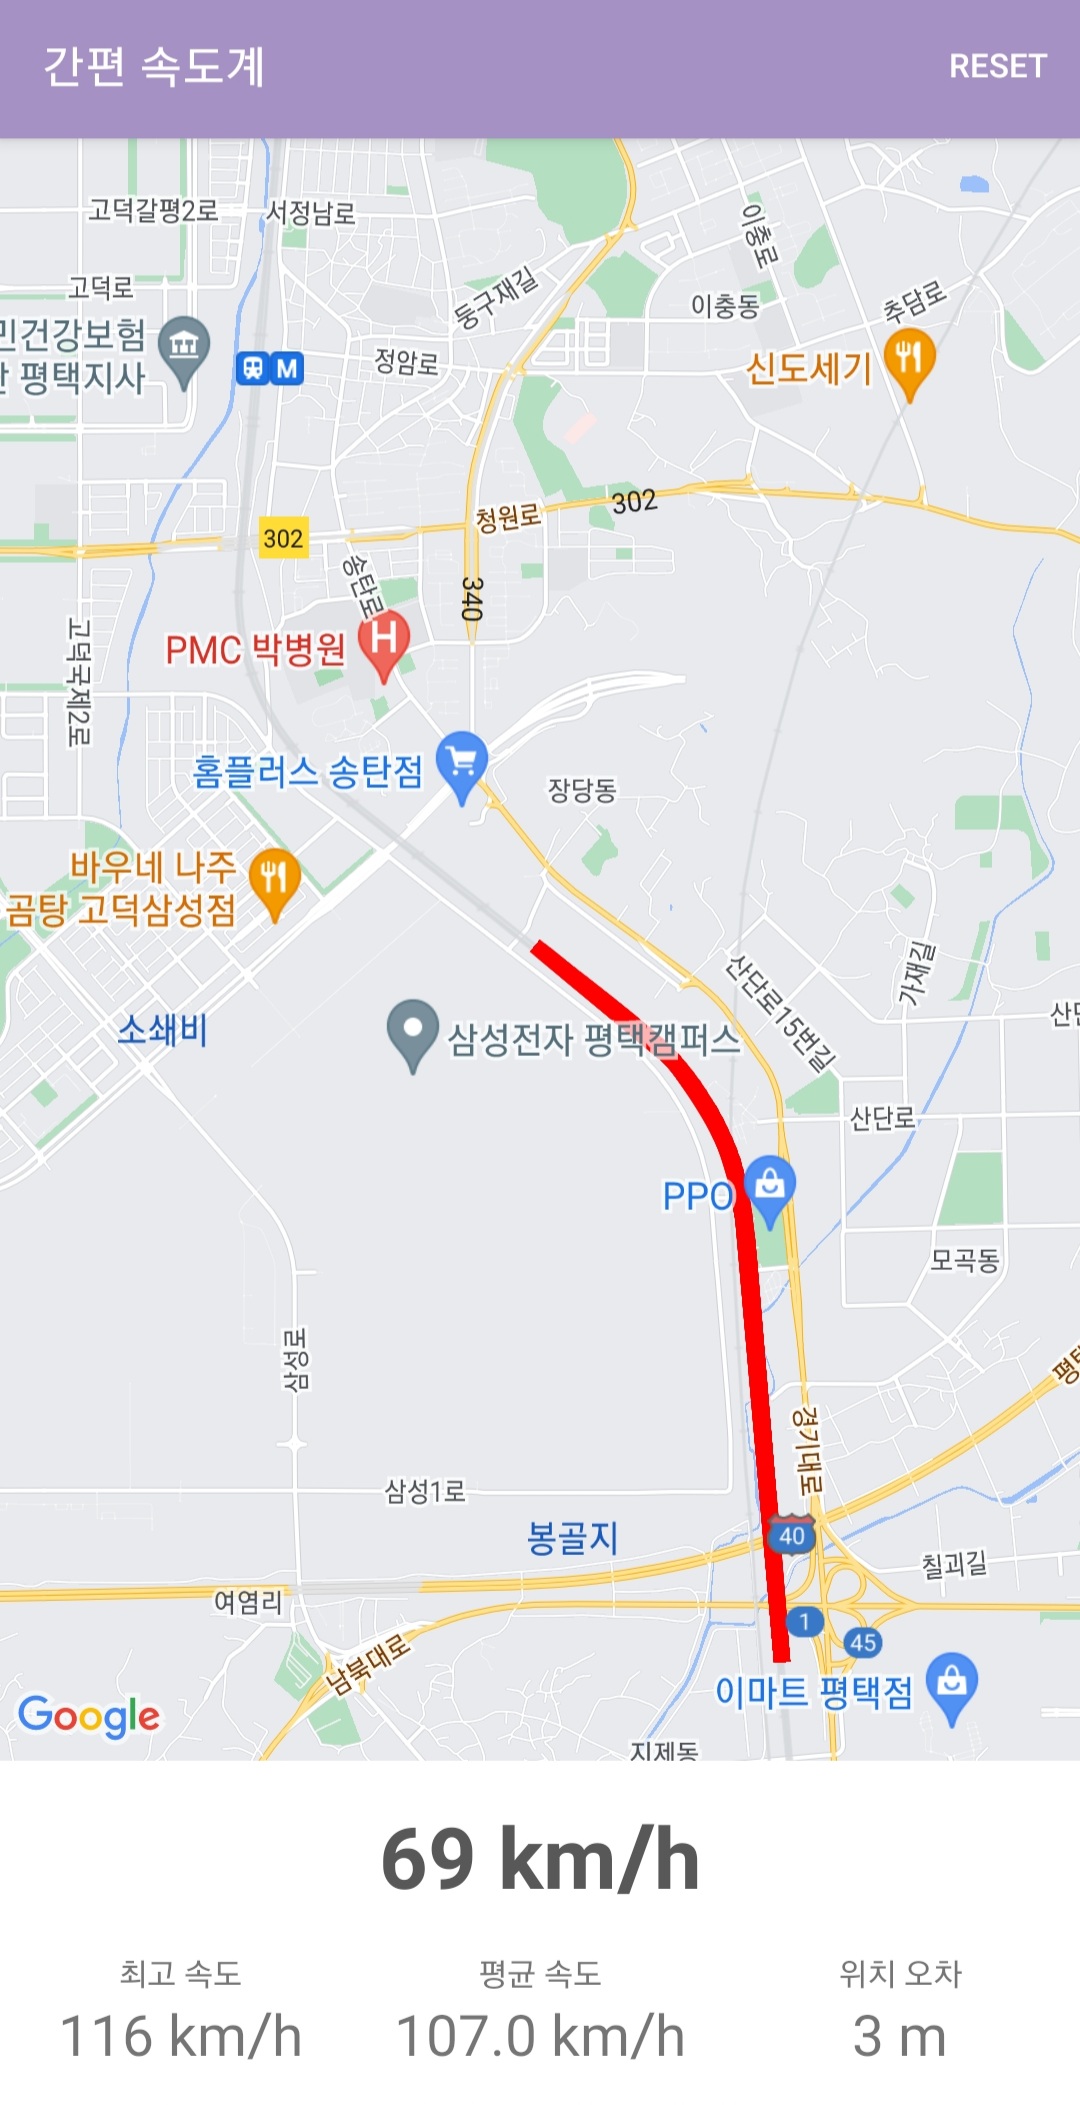 간편 속도계
RESET
고덕갈평2로
서정남로
이충로
고덕로
둥구재길
이충동
추담로
민건강보험
평택지사
M
정암로
신도세기
302
청원로
302
송탄로
340
고덕국제2로
PMC 박병원
H
홈플러스 송탄점
장당동
바우네 나주
곰탕 고덕삼성점
가재길
산단로15번길
소쇄비
삼성전자 평택캠퍼스
산단로
PPO
모곡동
삼성로
평택
경기대로
삼성1로
봉골지
40
칠괴길
여염리
1
45
남북대로
이마트 평택점
Google
지제동
69 km/h
최고 속도
평균 속도
위치 오차
116 km/h
107.0 km/h
3 m